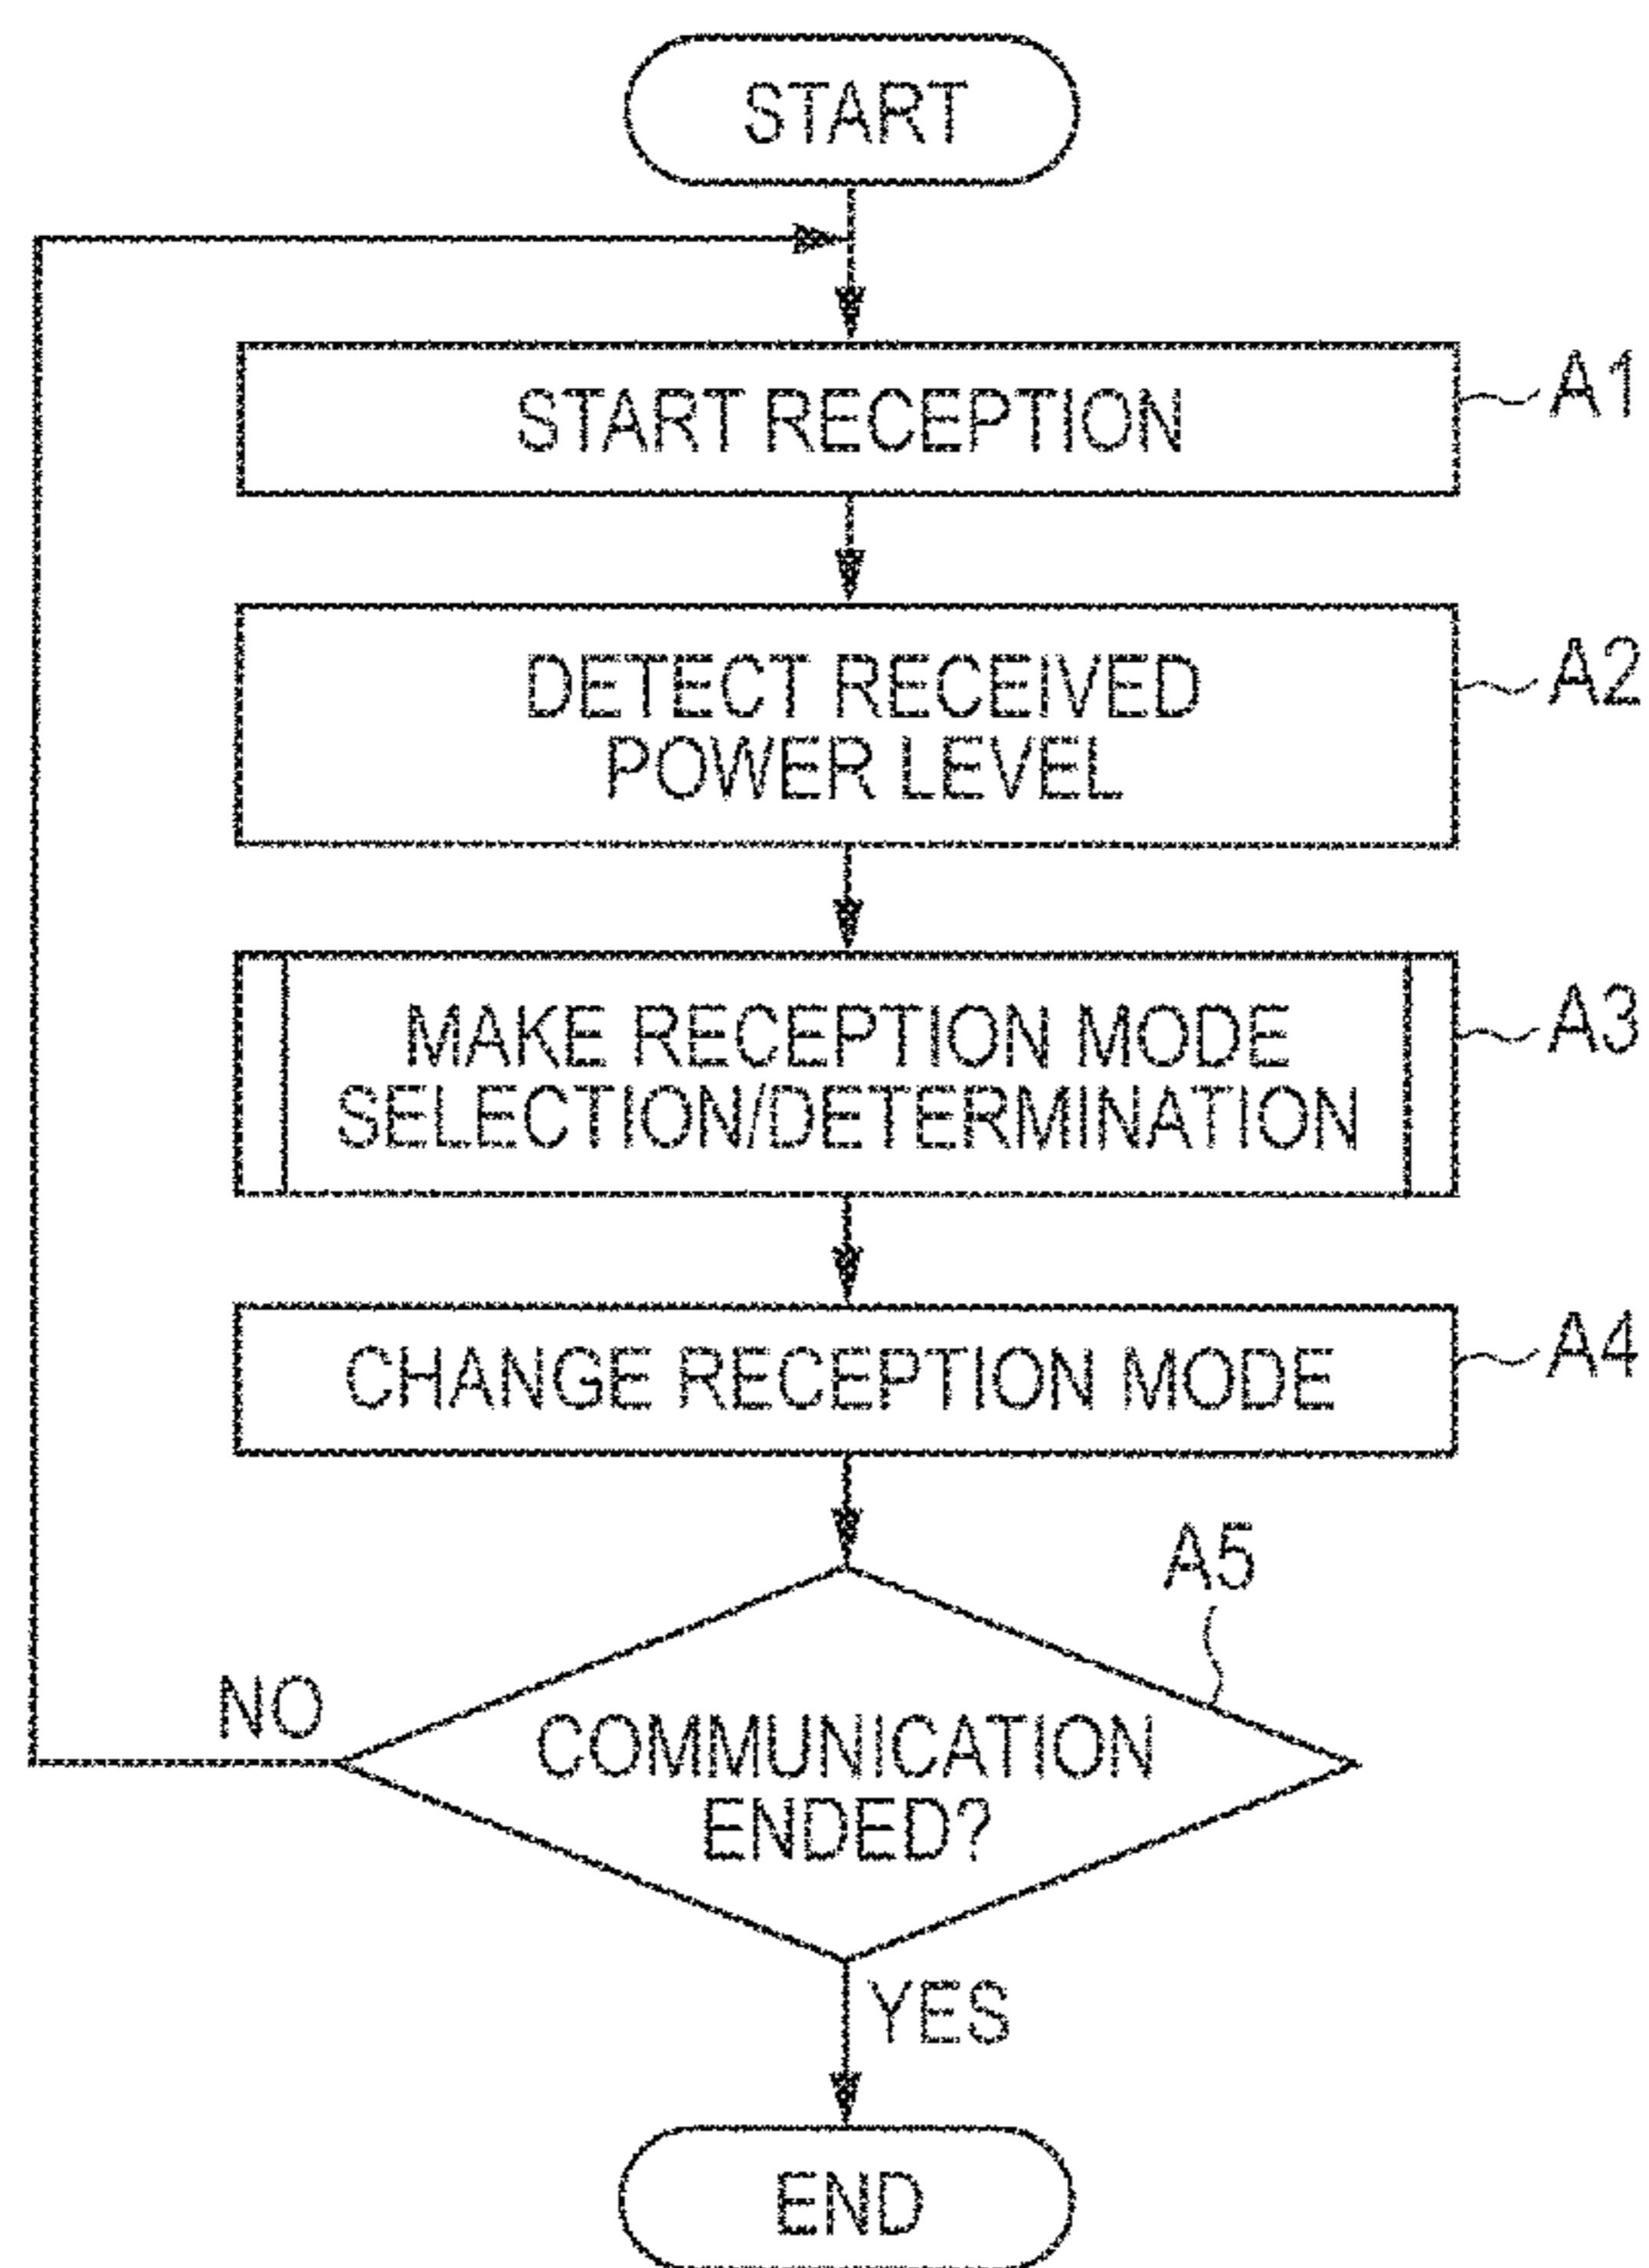 START
START RECEPTION
A1
DETECT RECEIVED
POWER LEVEL
A2
MAKE RECEPTION MODE
SELECTION/DETERMINATION
A3
CHANGE RECEPTION MODE
A4
A5
NO
COMMUNICATION
ENDED?
YES
END